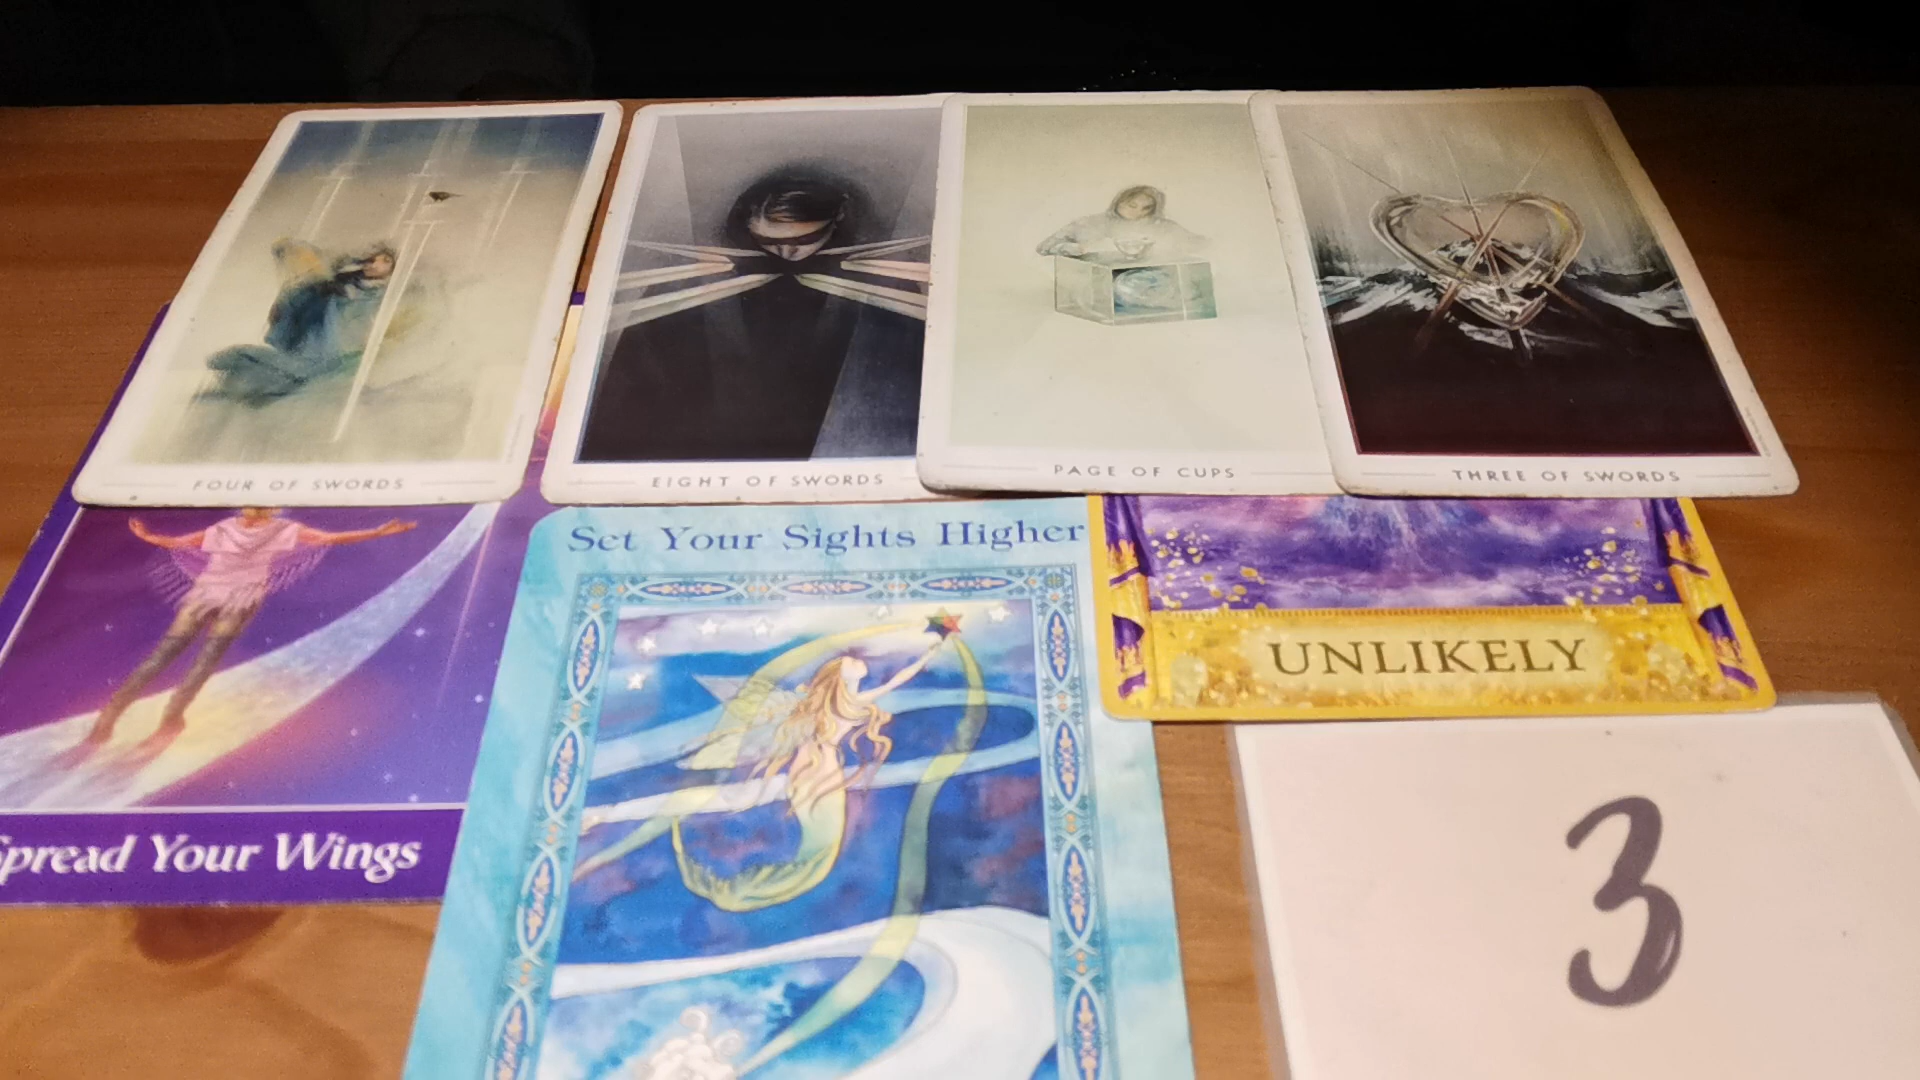 FOUR OF SWORDS
EIGHT OF SWORDS
PAGE OF CUPS
THREE OF SWORDS
Set Your Sights Higher
UNLIKELY
Spread Your Wings
3